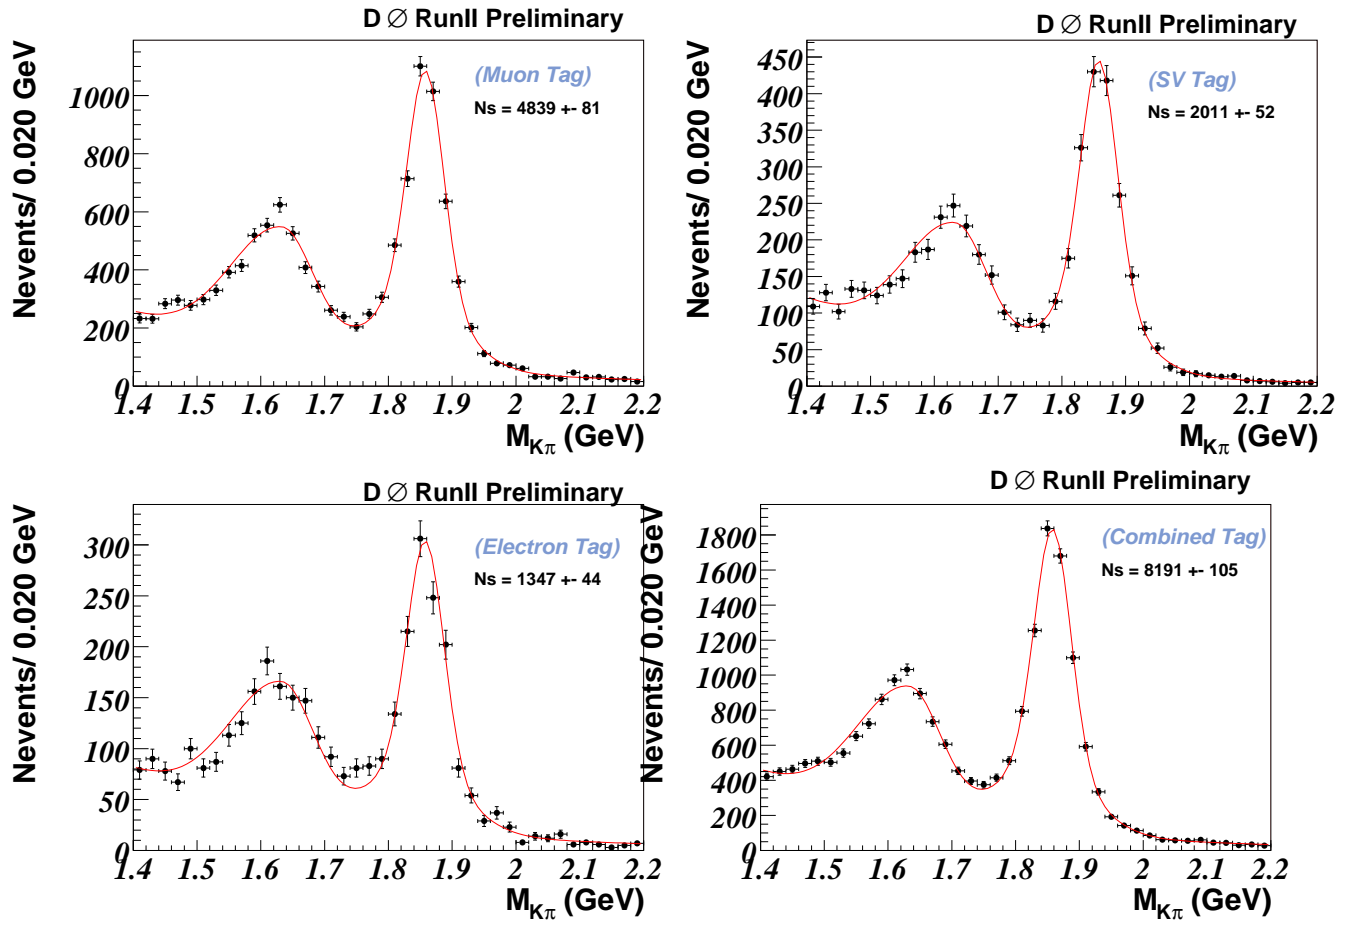 D ∅ RunII Preliminary
Nevents/ 0.020 GeV
(Muon Tag)
Ns = 4839 +- 81
1000
800
600
400
200
0
1.4 1.5 1.6 1.7 1.8 1.9 2 2.1 2.2
M_Kπ (GeV)
D ∅ RunII Preliminary
Nevents/ 0.020 GeV
(SV Tag)
Ns = 2011 +- 52
450
400
350
300
250
200
150
100
50
0
1.4 1.5 1.6 1.7 1.8 1.9 2 2.1 2.2
M_Kπ (GeV)
D ∅ RunII Preliminary
Nevents/ 0.020 GeV
(Electron Tag)
Ns = 1347 +- 44
300
250
200
150
100
50
0
1.4 1.5 1.6 1.7 1.8 1.9 2 2.1 2.2
M_Kπ (GeV)
D ∅ RunII Preliminary
Nevents/ 0.020 GeV
(Combined Tag)
Ns = 8191 +- 105
1800
1600
1400
1200
1000
800
600
400
200
0
1.4 1.5 1.6 1.7 1.8 1.9 2 2.1 2.2
M_Kπ (GeV)